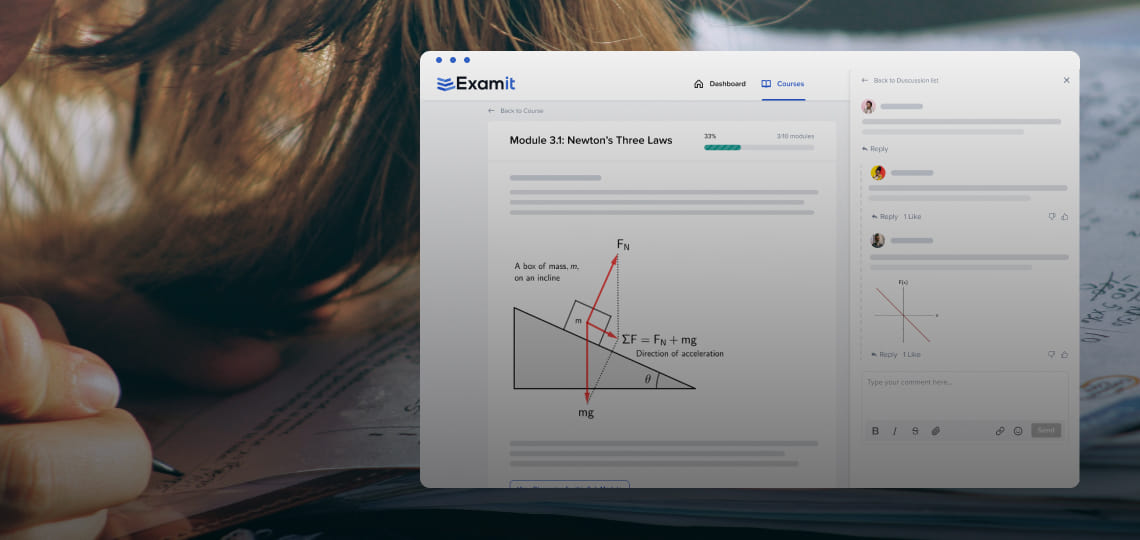 Examit
Dashboard
Courses
Back to Course
Module 3.1: Newton's Three Laws
33%
3/10 modules
F_N
A box of mass, m,
on an incline
m
ΣF = F_N + mg
Direction of acceleration
θ
mg
Back to Duscussion list
Reply
Reply 1 Like
F(x)
Reply 1 Like
Type your comment here...
B I S
Send